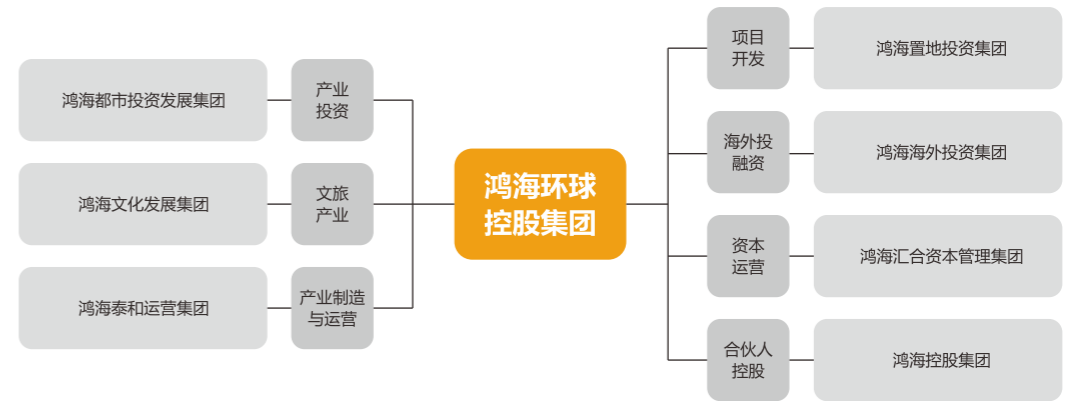 鸿海都市投资发展集团
产业
投资
鸿海文化发展集团
文旅
产业
鸿海泰和运营集团
产业制造
与运营
鸿海环球
控股集团
项目
开发
鸿海置地投资集团
海外投
融资
鸿海海外投资集团
资本
运营
鸿海汇合资本管理集团
合伙人
控股
鸿海控股集团